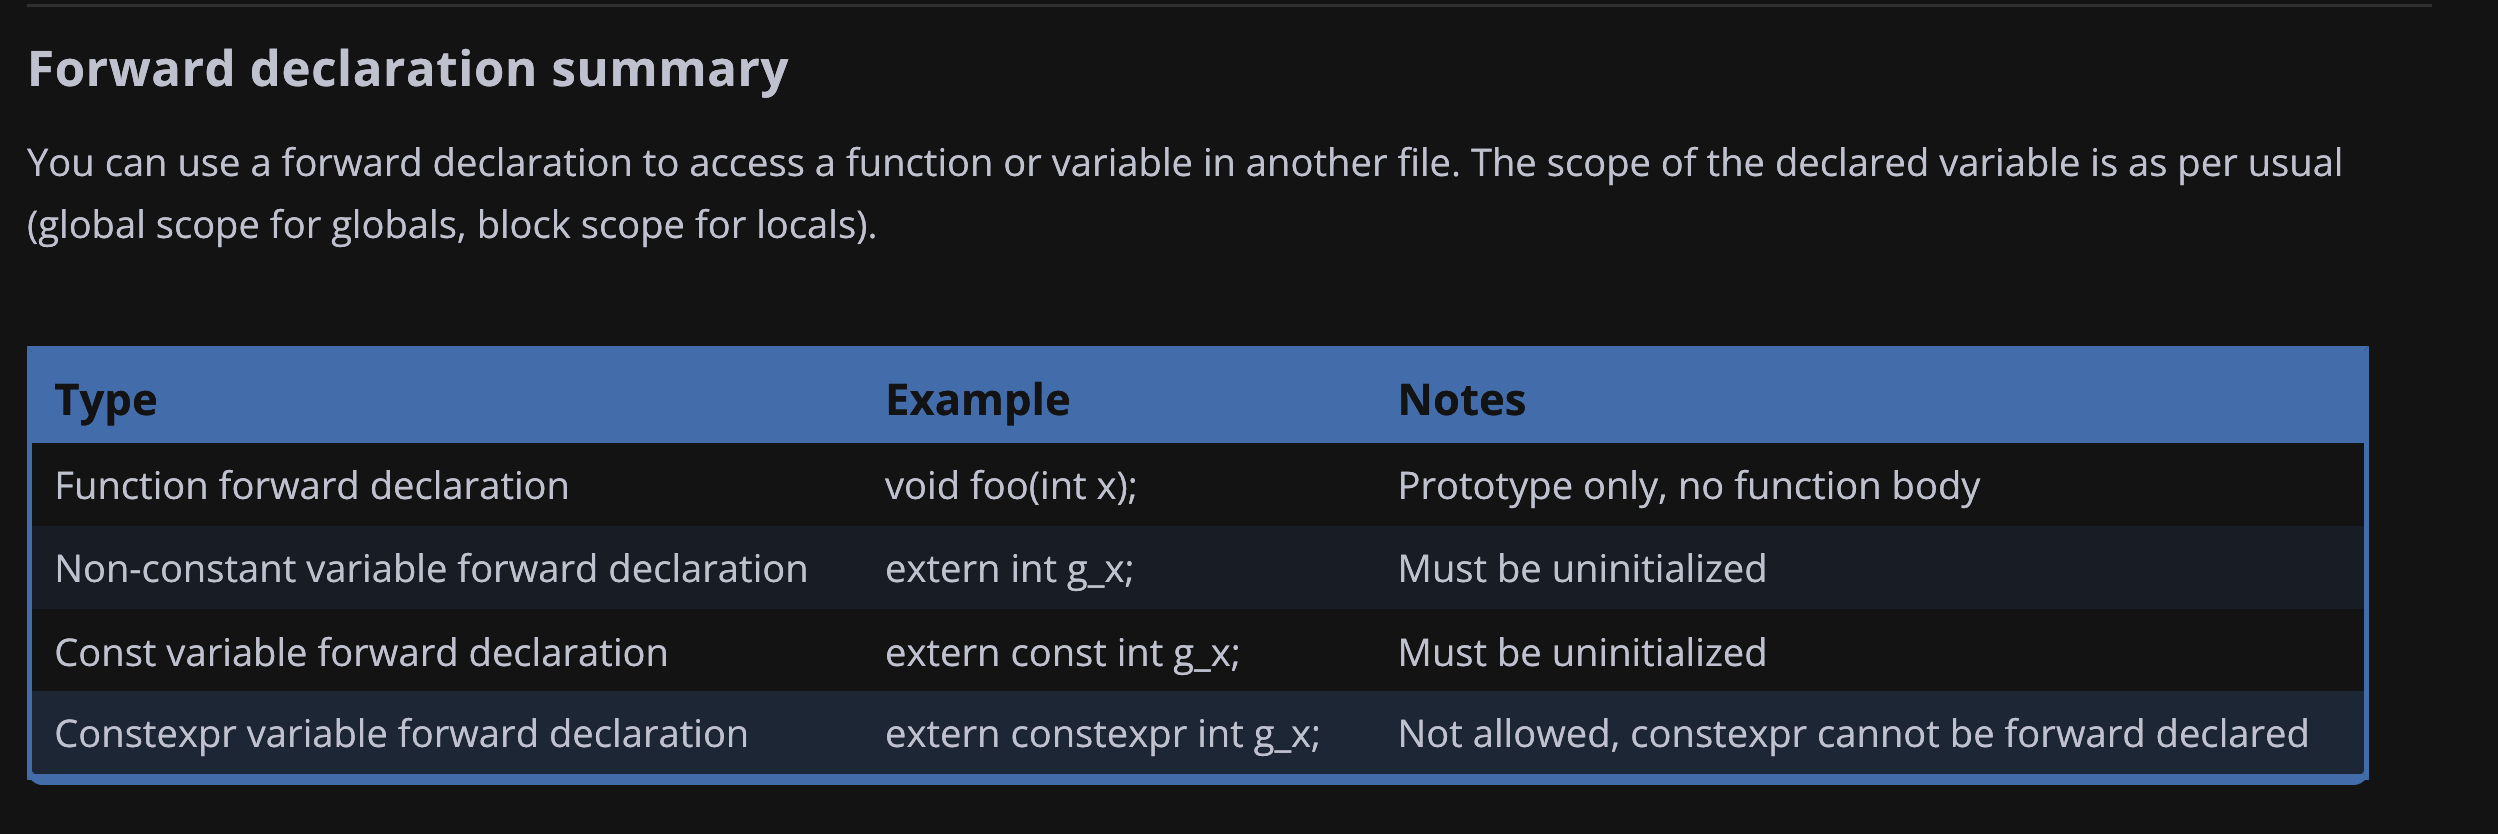 Forward declaration summary
You can use a forward declaration to access a function or variable in another file. The scope of the declared variable is as per usual
(global scope for globals, block scope for locals).
Type Example Notes
Function forward declaration void foo(int x); Prototype only, no function body
Non-constant variable forward declaration extern int g_x; Must be uninitialized
Const variable forward declaration extern const int g_x; Must be uninitialized
Constexpr variable forward declaration extern constexpr int g_x; Not allowed, constexpr cannot be forward declared